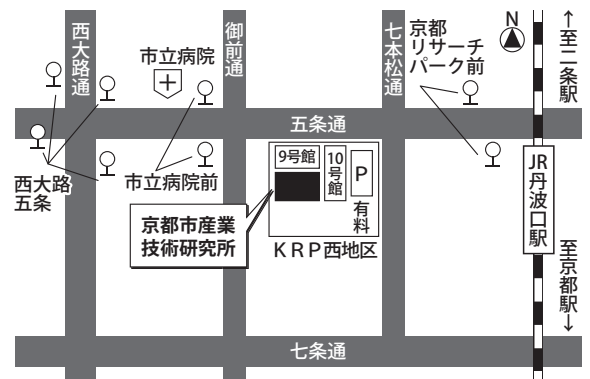 西大路通
市立病院
御前通
七本松通
京都
リサーチ
パーク前
N
↑至二条駅
五条通
西大路
五条
市立病院前
9号館
10号館
P
有料
KRP西地区
京都市産業
技術研究所
JR丹波口駅
至京都駅↓
七条通